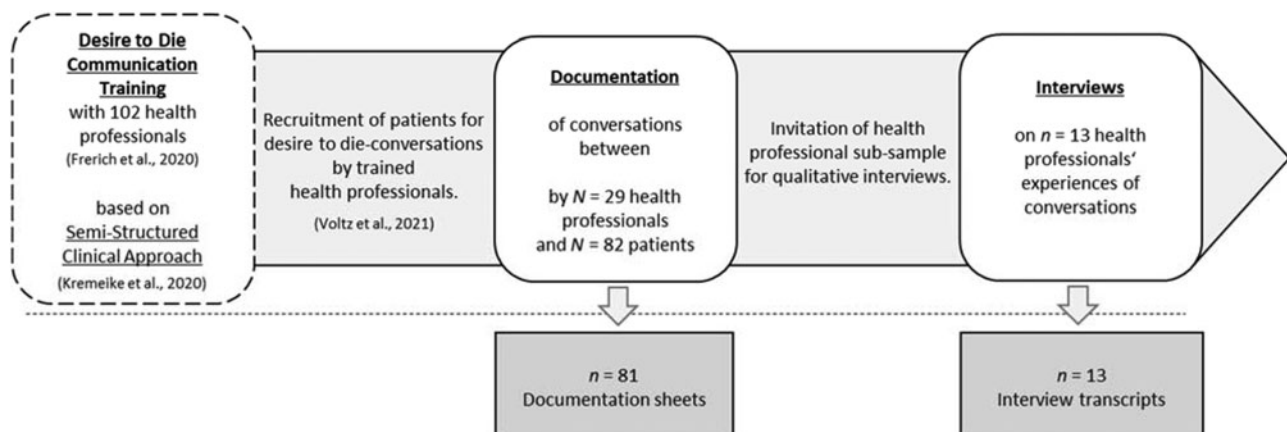 Desire to Die
Communication
Training
with 102 health
professionals
(Frerich et al., 2020)
based on
Semi-Structured
Clinical Approach
(Kremeike et al., 2020)
Recruitment of patients for
desire to die-conversations
by trained
health professionals.
(Voltz et al., 2021)
Documentation
of conversations
between
by N = 29 health
professionals
and N = 82 patients
Invitation of health
professional sub-sample
for qualitative interviews.
Interviews
on n = 13 health
professionals‘
experiences of
conversations
n = 81
Documentation sheets
n = 13
Interview transcripts